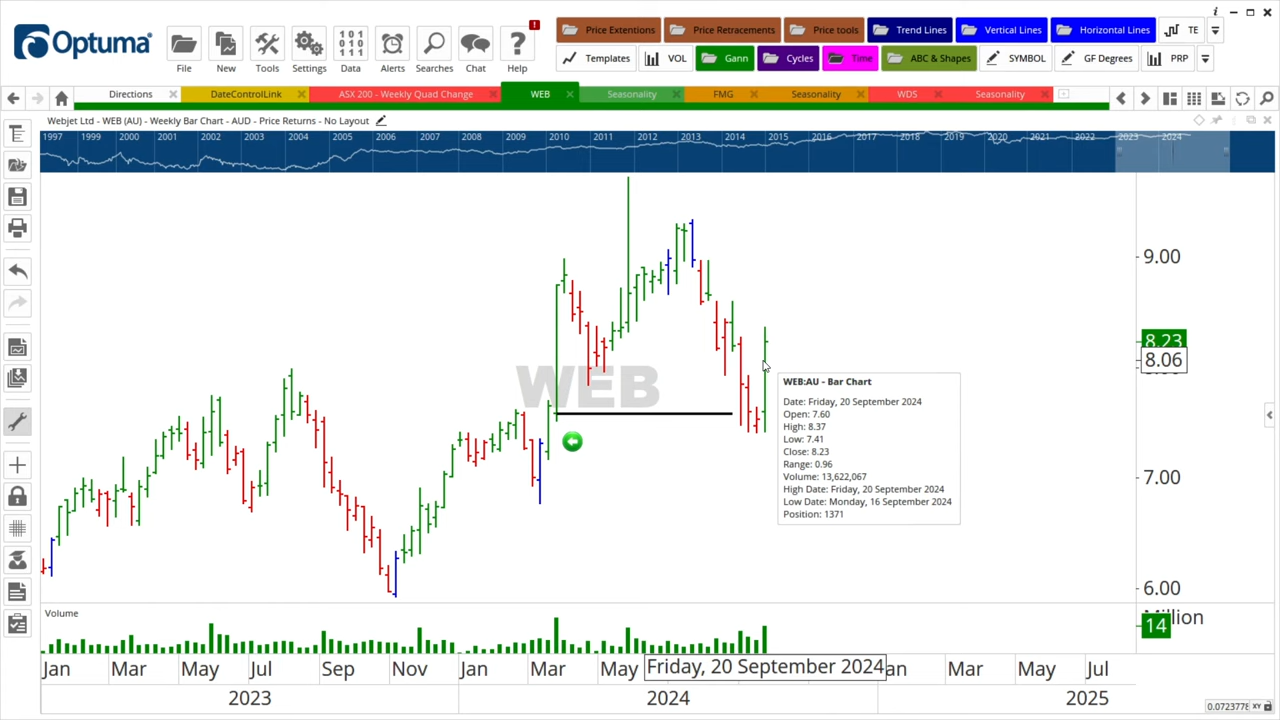 Optuma
File
New
Tools
Settings
Data
Alerts
Searches
Chat
Help
Price Extentions
Price Retracements
Price tools
Trend Lines
Vertical Lines
Horizontal Lines
TE
Templates
VOL
Gann
Cycles
Time
ABC & Shapes
SYMBOL
GF Degrees
PRP
Directions
DateControlLink
ASX 200 - Weekly Quad Change
WEB
Seasonality
FMG
Seasonality
WDS
Seasonality
Webjet Ltd - WEB (AU) - Weekly Bar Chart - AUD - Price Returns - No Layout
1997 1999 2000 2001 2002 2003 2004 2005 2006 2007 2008 2009 2010 2011 2012 2013 2014 2015 2016 2017 2018 2019 2020 2021 2022 2023 2024
9.00
8.23
8.06
7.00
6.00
WEB
WEB:AU - Bar Chart
Date: Friday, 20 September 2024
Open: 7.60
High: 8.37
Low: 7.41
Close: 8.23
Range: 0.96
Volume: 13,622,067
High Date: Friday, 20 September 2024
Low Date: Monday, 16 September 2024
Position: 1371
Volume
14
Jan Mar May Jul Sep Nov Jan Mar May Friday, 20 September 2024 Mar May Jul
2023 2024 2025
XY